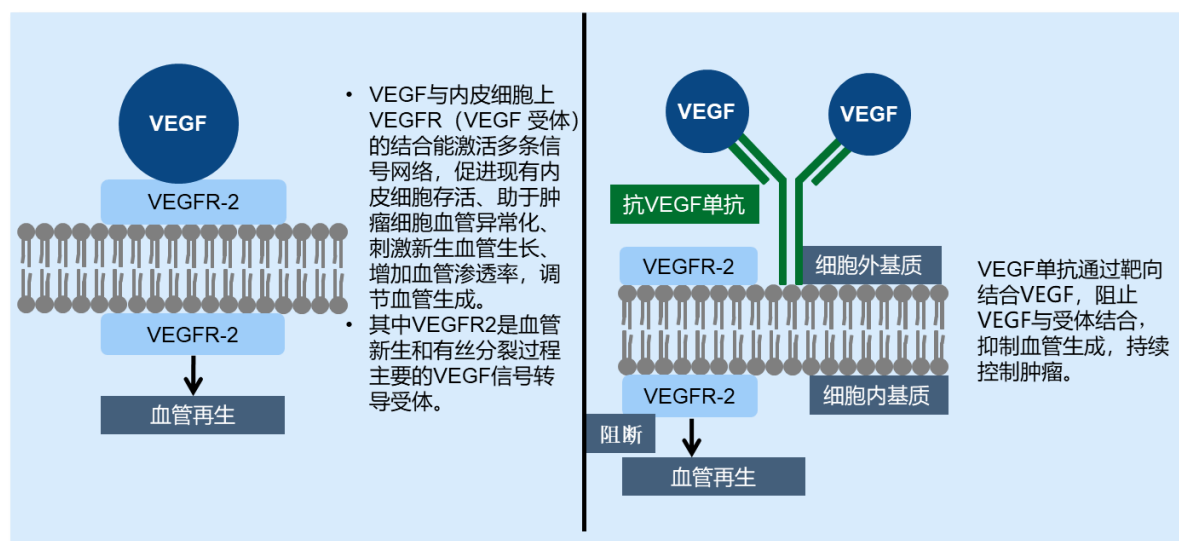 VEGF
VEGFR-2
VEGFR-2
血管再生
• VEGF与内皮细胞上
VEGFR（VEGF 受体）
的结合能激活多条信
号网络，促进现有内
皮细胞存活、助于肿
瘤细胞血管异常化、
刺激新生血管生长、
增加血管渗透率，调
节血管生成。
• 其中VEGFR2是血管
新生和有丝分裂过程
主要的VEGF信号转
导受体。
VEGF
VEGF
抗VEGF单抗
VEGFR-2
细胞外基质
VEGFR-2
细胞内基质
阻断
血管再生
VEGF单抗通过靶向
结合VEGF，阻止
VEGF与受体结合，
抑制血管生成，持续
控制肿瘤。